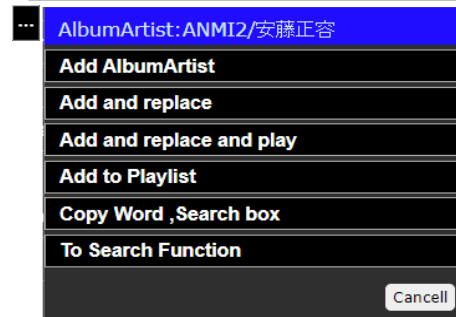 ...
AlbumArtist:ANMI2/安藤正容
Add AlbumArtist
Add and replace
Add and replace and play
Add to Playlist
Copy Word ,Search box
To Search Function
Cancell